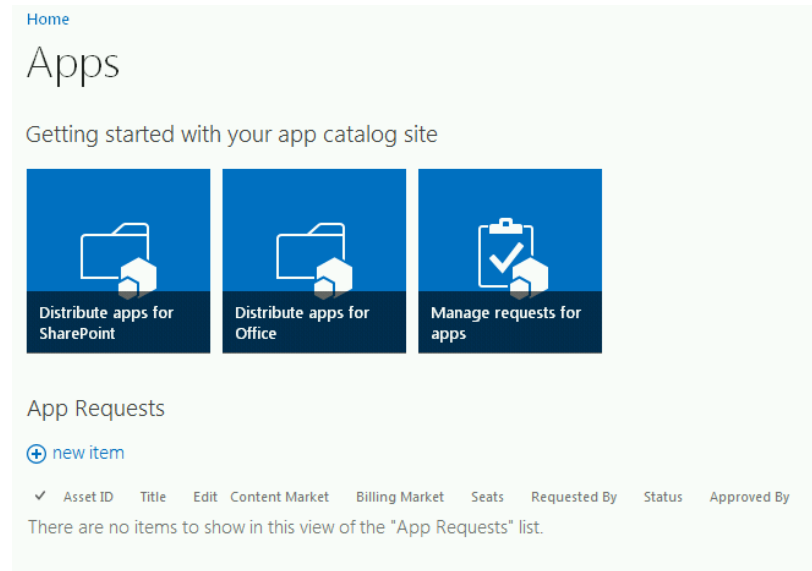 Home
Apps
Getting started with your app catalog site
Distribute apps for
SharePoint
Distribute apps for
Office
Manage requests for
apps
App Requests
new item
Asset ID Title Edit Content Market Billing Market Seats Requested By Status Approved By
There are no items to show in this view of the "App Requests" list.